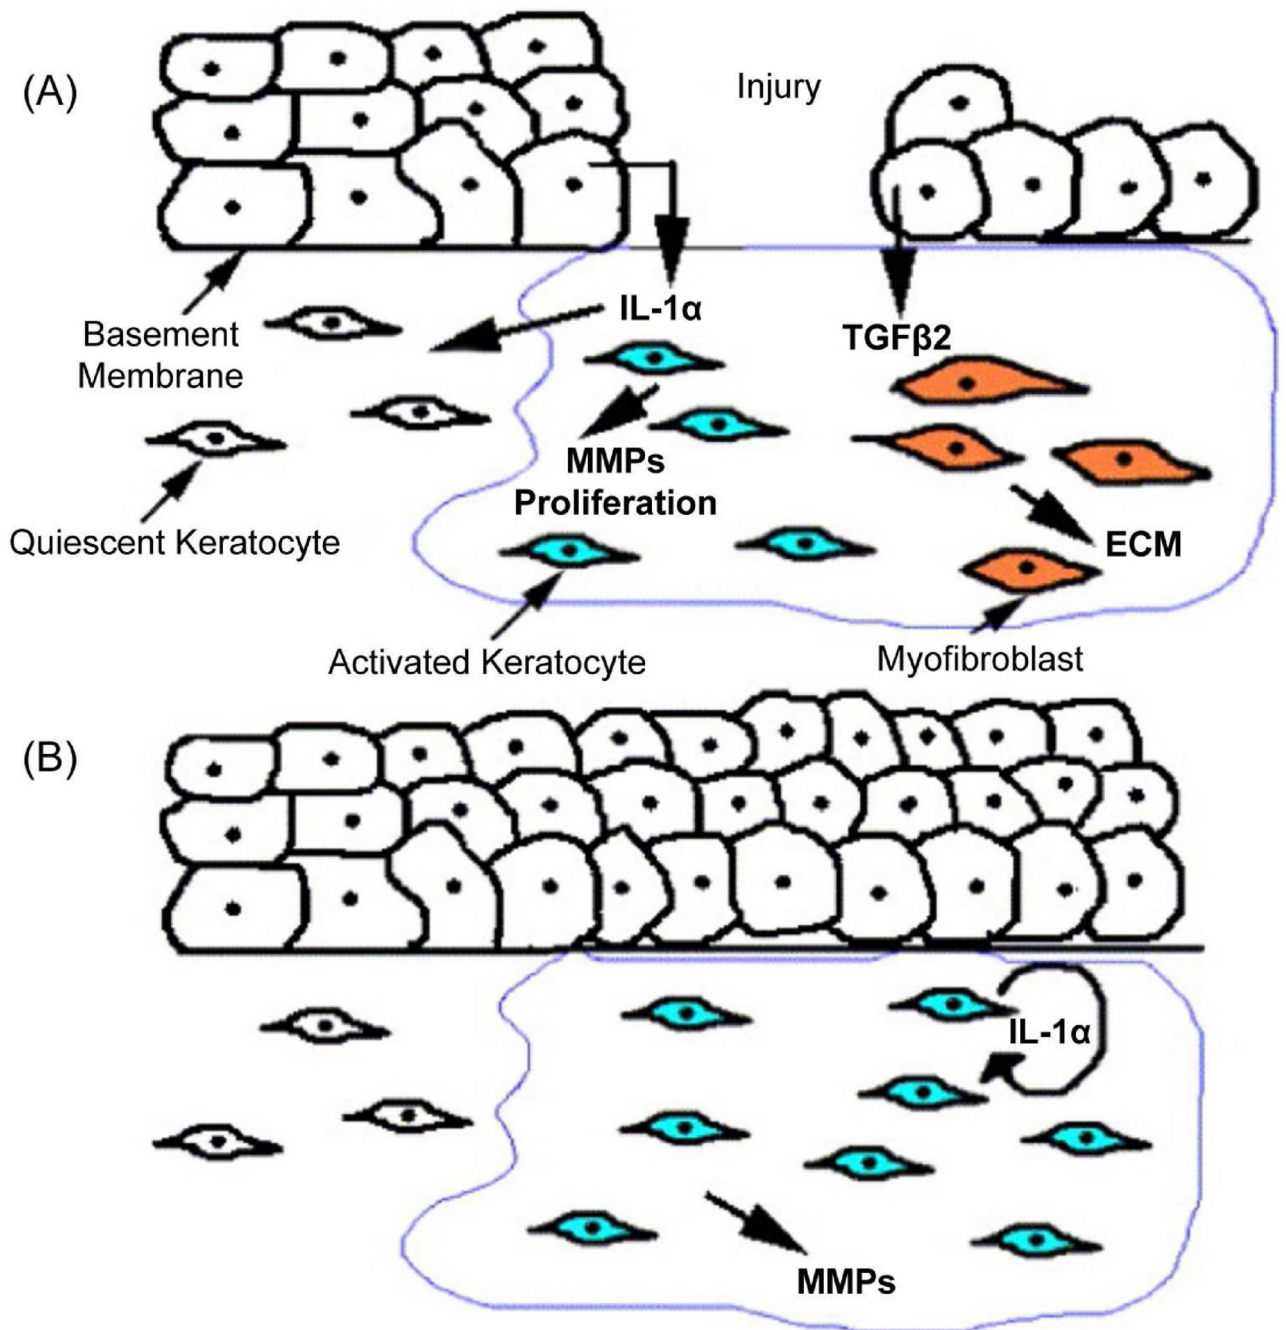 (A)
Injury
IL-1α
TGFβ2
Basement
Membrane
MMPs
Proliferation
Quiescent Keratocyte
ECM
Activated Keratocyte
Myofibroblast
(B)
IL-1α
MMPs